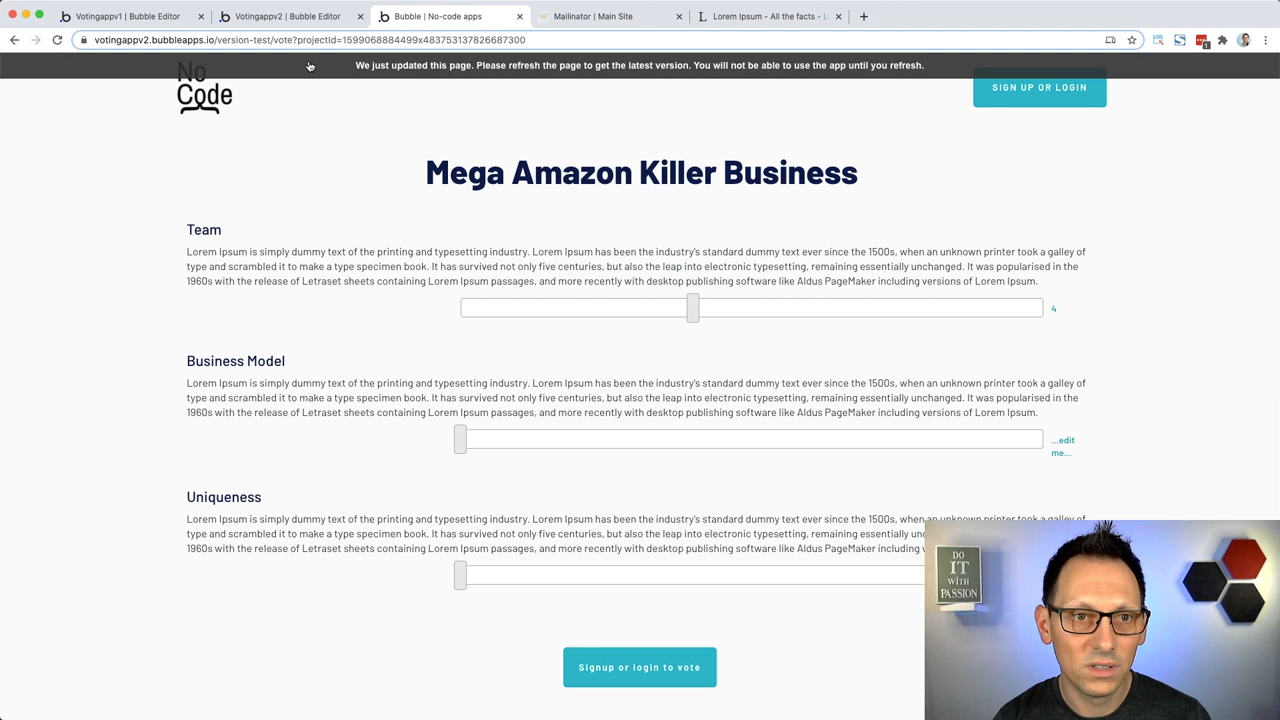 Votingappv1 | Bubble Editor
Votingappv2 | Bubble Editor
Bubble | No-code apps
Mailinator | Main Site
Lorem Ipsum - All the facts - Li
votingappv2.bubbleapps.io/version-test/vote?projectId=1599068884499x483753137826687300
We just updated this page. Please refresh the page to get the latest version. You will not be able to use the app until you refresh.
No
Code
SIGN UP OR LOGIN
Mega Amazon Killer Business
Team
Lorem Ipsum is simply dummy text of the printing and typesetting industry. Lorem Ipsum has been the industry's standard dummy text ever since the 1500s, when an unknown printer took a galley of
type and scrambled it to make a type specimen book. It has survived not only five centuries, but also the leap into electronic typesetting, remaining essentially unchanged. It was popularised in the
1960s with the release of Letraset sheets containing Lorem Ipsum passages, and more recently with desktop publishing software like Aldus PageMaker including versions of Lorem Ipsum.
4
Business Model
Lorem Ipsum is simply dummy text of the printing and typesetting industry. Lorem Ipsum has been the industry's standard dummy text ever since the 1500s, when an unknown printer took a galley of
type and scrambled it to make a type specimen book. It has survived not only five centuries, but also the leap into electronic typesetting, remaining essentially unchanged. It was popularised in the
1960s with the release of Letraset sheets containing Lorem Ipsum passages, and more recently with desktop publishing software like Aldus PageMaker including versions of Lorem Ipsum.
...edit
me...
Uniqueness
Lorem Ipsum is simply dummy text of the printing and typesetting industry. Lorem Ipsum has been the industry's standard dummy text ever since the 1500s, when an unknown printer took a galley of
type and scrambled it to make a type specimen book. It has survived not only five centuries, but also the leap into electronic typesetting, remaining essentially un
1960s with the release of Letraset sheets containing Lorem Ipsum passages, and more recently with desktop publishing software like Aldus PageMaker including v
Signup or login to vote
DO
IT
WITH
PASSION